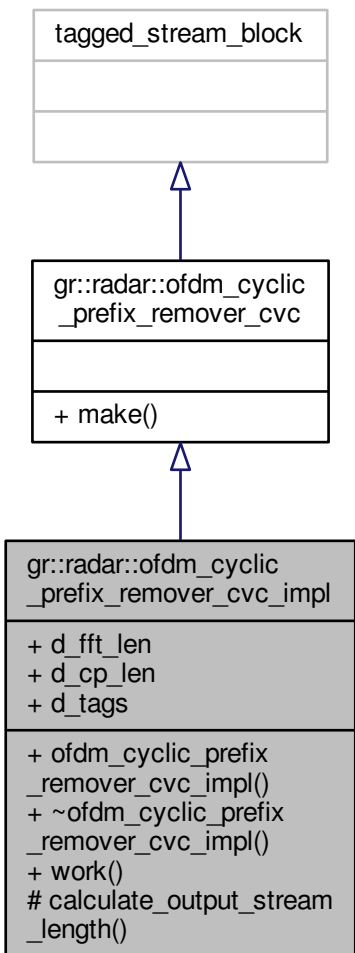 tagged_stream_block
gr::radar::ofdm_cyclic
_prefix_remover_cvc
+ make()
gr::radar::ofdm_cyclic
_prefix_remover_cvc_impl
+ d_fft_len
+ d_cp_len
+ d_tags
+ ofdm_cyclic_prefix
_remover_cvc_impl()
+ ~ofdm_cyclic_prefix
_remover_cvc_impl()
+ work()
# calculate_output_stream
_length()